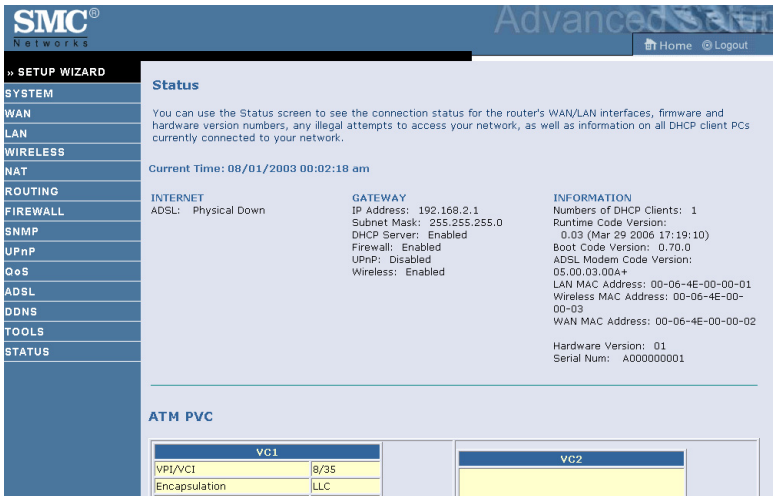 SMC®
Networks
Advanced Setup
Home
Logout
» SETUP WIZARD
SYSTEM
WAN
LAN
WIRELESS
NAT
ROUTING
FIREWALL
SNMP
UPnP
QoS
ADSL
DDNS
TOOLS
STATUS
Status
You can use the Status screen to see the connection status for the router's WAN/LAN interfaces, firmware and
hardware version numbers, any illegal attempts to access your network, as well as information on all DHCP client PCs
currently connected to your network.
Current Time: 08/01/2003 00:02:18 am
INTERNET
ADSL: Physical Down
GATEWAY
IP Address: 192.168.2.1
Subnet Mask: 255.255.255.0
DHCP Server: Enabled
Firewall: Enabled
UPnP: Disabled
Wireless: Enabled
INFORMATION
Numbers of DHCP Clients: 1
Runtime Code Version:
0.03 (Mar 29 2006 17:19:10)
Boot Code Version: 0.70.0
ADSL Modem Code Version:
05.00.03.00A+
LAN MAC Address: 00-06-4E-00-00-01
Wireless MAC Address: 00-06-4E-00-
00-03
WAN MAC Address: 00-06-4E-00-00-02
Hardware Version: 01
Serial Num: A000000001
ATM PVC
VC1
VPI/VCI 8/35
Encapsulation LLC
VC2